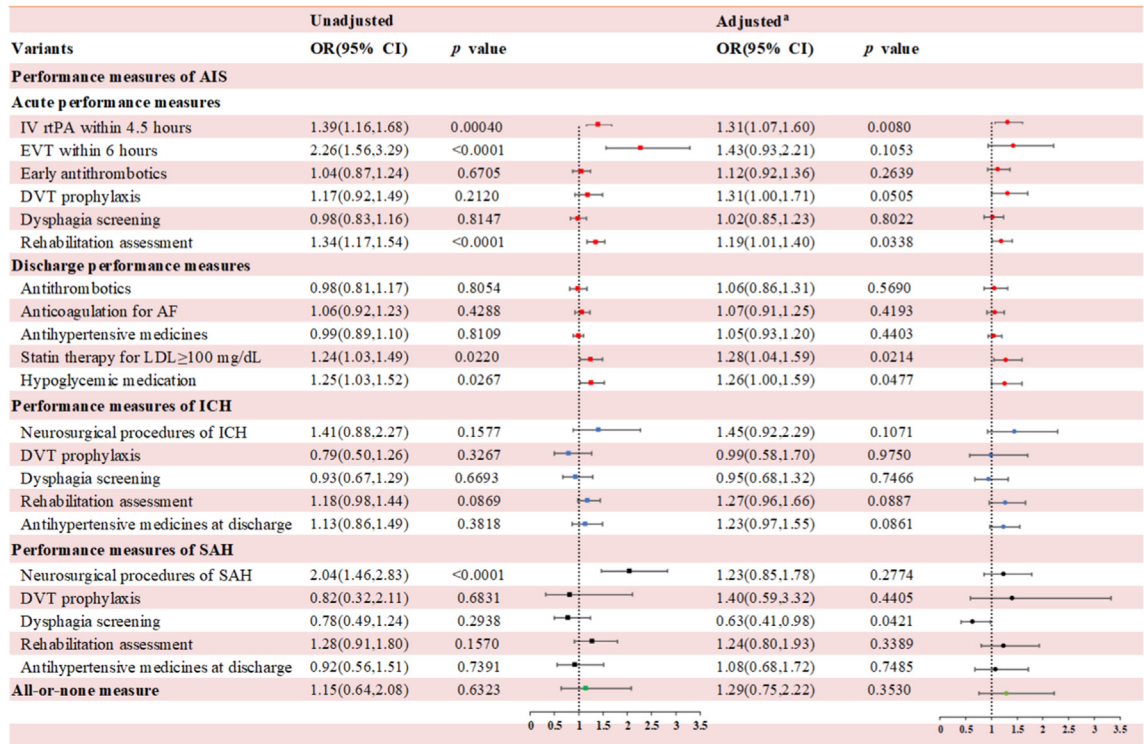 Unadjusted Adjustedᵃ
Variants OR(95% CI) p value OR(95% CI) p value
Performance measures of AIS
Acute performance measures
IV rtPA within 4.5 hours 1.39(1.16,1.68) 0.00040 1.31(1.07,1.60) 0.0080
EVT within 6 hours 2.26(1.56,3.29) <0.0001 1.43(0.93,2.21) 0.1053
Early antithrombotics 1.04(0.87,1.24) 0.6705 1.12(0.92,1.36) 0.2639
DVT prophylaxis 1.17(0.92,1.49) 0.2120 1.31(1.00,1.71) 0.0505
Dysphagia screening 0.98(0.83,1.16) 0.8147 1.02(0.85,1.23) 0.8022
Rehabilitation assessment 1.34(1.17,1.54) <0.0001 1.19(1.01,1.40) 0.0338
Discharge performance measures
Antithrombotics 0.98(0.81,1.17) 0.8054 1.06(0.86,1.31) 0.5690
Anticoagulation for AF 1.06(0.92,1.23) 0.4288 1.07(0.91,1.25) 0.4193
Antihypertensive medicines 0.99(0.89,1.10) 0.8109 1.05(0.93,1.20) 0.4403
Statin therapy for LDL≥100 mg/dL 1.24(1.03,1.49) 0.0220 1.28(1.04,1.59) 0.0214
Hypoglycemic medication 1.25(1.03,1.52) 0.0267 1.26(1.00,1.59) 0.0477
Performance measures of ICH
Neurosurgical procedures of ICH 1.41(0.88,2.27) 0.1577 1.45(0.92,2.29) 0.1071
DVT prophylaxis 0.79(0.50,1.26) 0.3267 0.99(0.58,1.70) 0.9750
Dysphagia screening 0.93(0.67,1.29) 0.6693 0.95(0.68,1.32) 0.7466
Rehabilitation assessment 1.18(0.98,1.44) 0.0869 1.27(0.96,1.66) 0.0887
Antihypertensive medicines at discharge 1.13(0.86,1.49) 0.3818 1.23(0.97,1.55) 0.0861
Performance measures of SAH
Neurosurgical procedures of SAH 2.04(1.46,2.83) <0.0001 1.23(0.85,1.78) 0.2774
DVT prophylaxis 0.82(0.32,2.11) 0.6831 1.40(0.59,3.32) 0.4405
Dysphagia screening 0.78(0.49,1.24) 0.2938 0.63(0.41,0.98) 0.0421
Rehabilitation assessment 1.28(0.91,1.80) 0.1570 1.24(0.80,1.93) 0.3389
Antihypertensive medicines at discharge 0.92(0.56,1.51) 0.7391 1.08(0.68,1.72) 0.7485
All-or-none measure 1.15(0.64,2.08) 0.6323 1.29(0.75,2.22) 0.3530
0 0.5 1 1.5 2 2.5 3 3.5 0 0.5 1 1.5 2 2.5 3 3.5